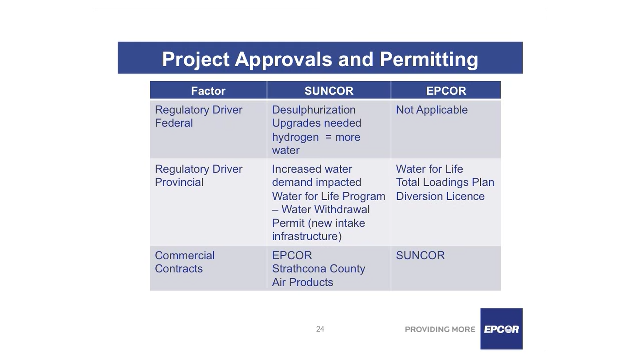 Project Approvals and Permitting
Factor SUNCOR EPCOR
Regulatory Driver
Federal
Desulphurization
Upgrades needed
hydrogen = more
water
Not Applicable
Regulatory Driver
Provincial
Increased water
demand impacted
Water for Life Program
– Water Withdrawal
Permit (new intake
infrastructure)
Water for Life
Total Loadings Plan
Diversion Licence
Commercial
Contracts
EPCOR
Strathcona County
Air Products
SUNCOR
24
PROVIDING MORE
EPCOR